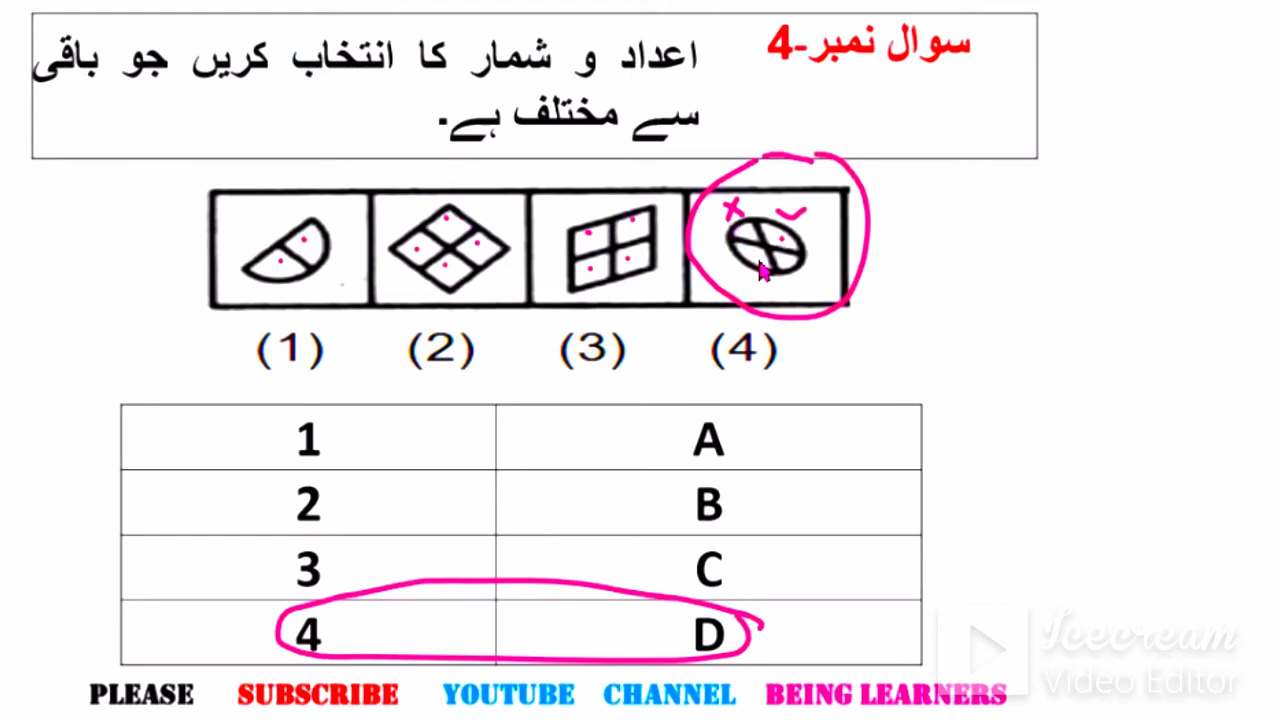 سوال نمبر-4
اعداد و شمار کا انتخاب کریں جو باقی
سے مختلف ہے۔
(1) (2) (3) (4)
1 A
2 B
3 C
4 D
PLEASE SUBSCRIBE YOUTUBE CHANNEL BEING LEARNERS
Icecream
Video Editor